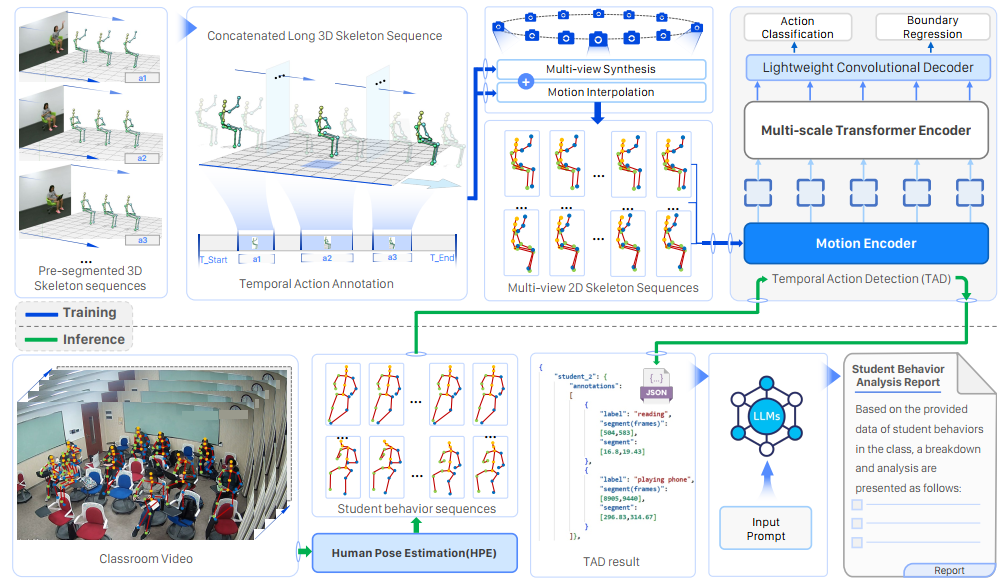 a1
a2
a3
...
Pre-segmented 3D
Skeleton sequences
Concatenated Long 3D Skeleton Sequence
...
...
T_Start
a1
a2
a3
T_End
Temporal Action Annotation
Multi-view Synthesis
+
Motion Interpolation
...
...
...
...
...
Multi-view 2D Skeleton Sequences
Action
Classification
Boundary
Regression
Lightweight Convolutional Decoder
Multi-scale Transformer Encoder
Motion Encoder
Temporal Action Detection (TAD)
Training
Inference
Classroom Video
...
...
...
...
Student behavior sequences
Human Pose Estimation(HPE)
{
"student_2": {
"annotations":
[
{
"label": "reading",
"segment(frames)":
[504,583],
"segment":
[16.8,19.43]
},
{
"label": "playing phone",
"segment(frames)":
[8905,9440],
"segment":
[296.83,314.67]
]},
{...}
JSON
TAD result
LLMs
Input
Prompt
Student Behavior
Analysis Report
Based on the provided
data of student behaviors
in the class, a breakdown
and analysis are
presented as follows:
Report